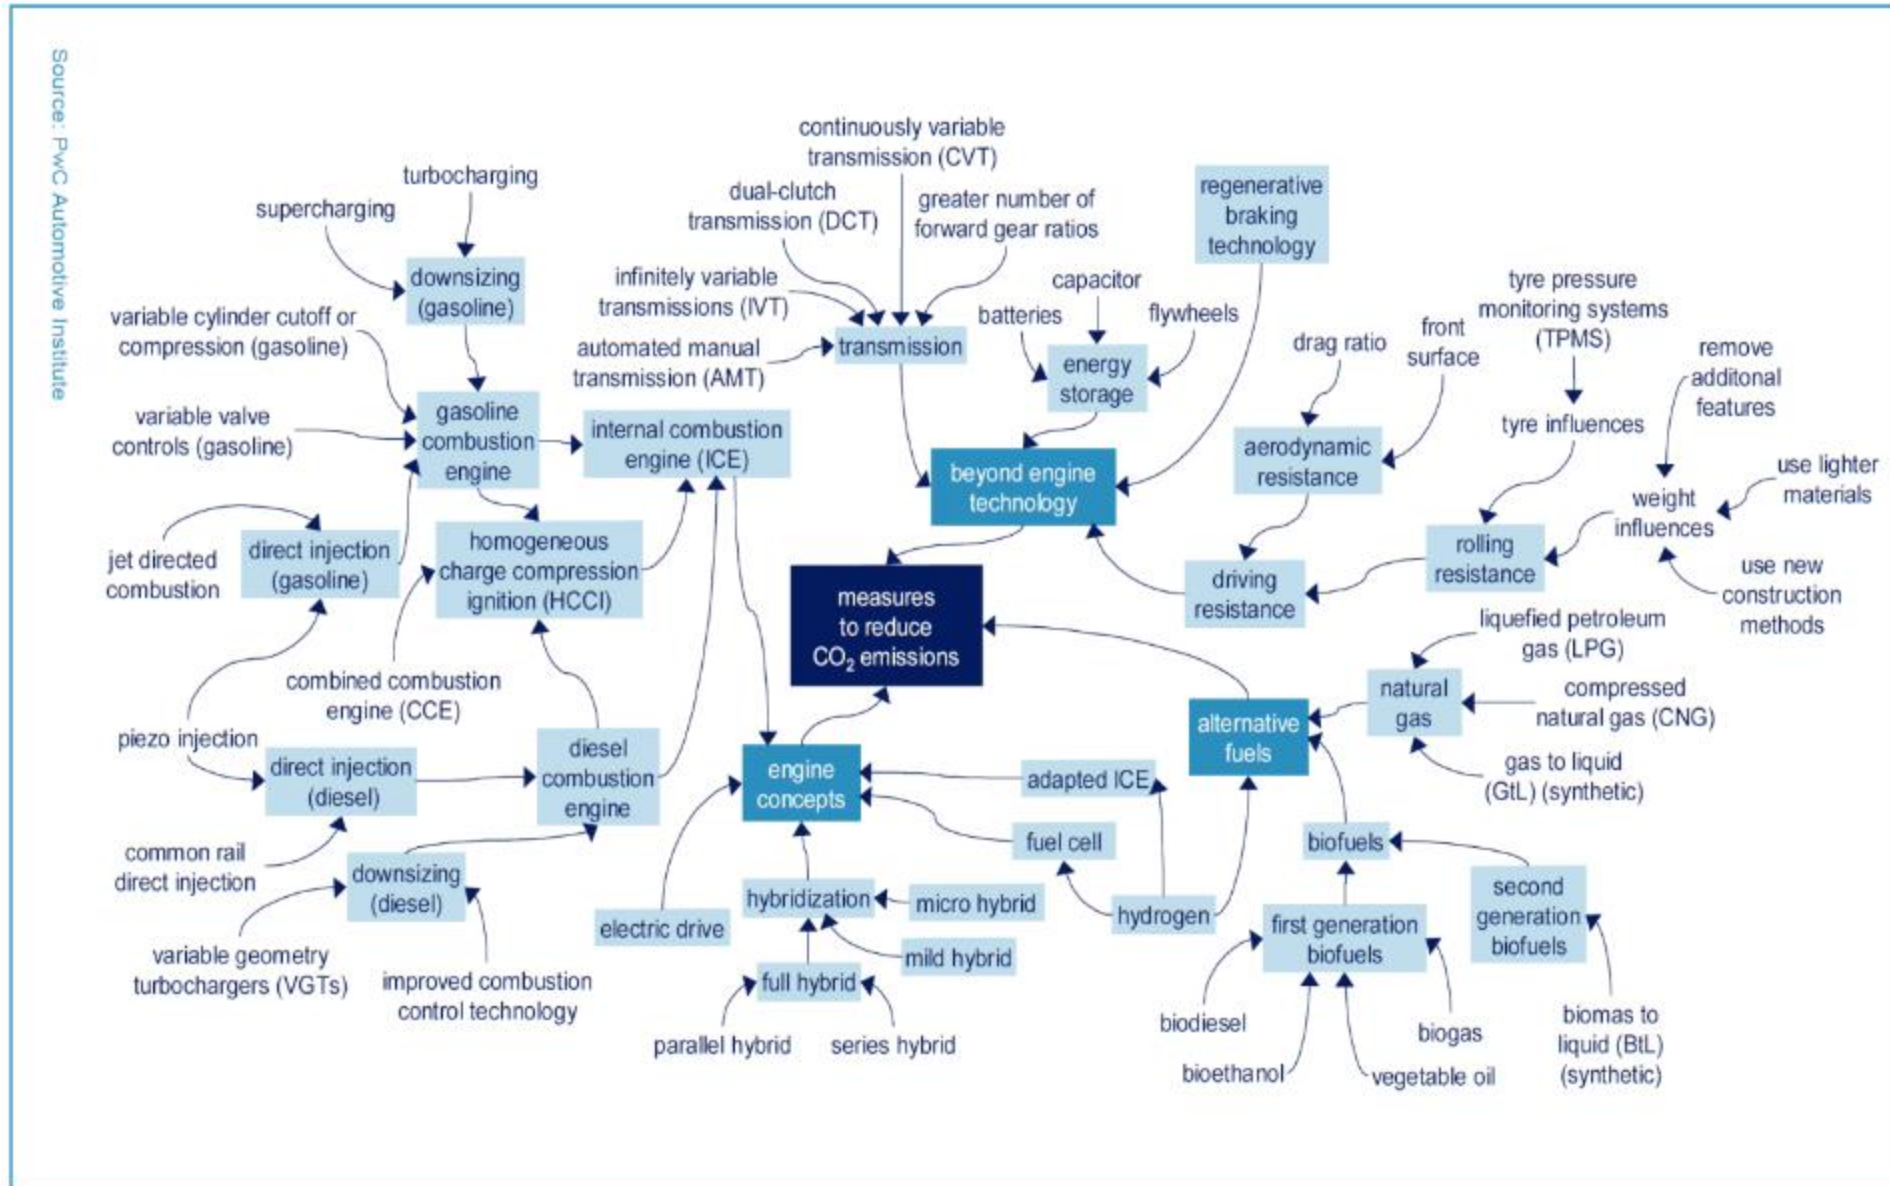 Source: PwC Automotive Institute
continuously variable
transmission (CVT)
turbocharging
supercharging
dual-clutch
transmission (DCT)
greater number of
forward gear ratios
regenerative
braking
technology
downsizing
(gasoline)
infinitely variable
transmissions (IVT)
capacitor
batteries
flywheels
tyre pressure
monitoring systems
(TPMS)
variable cylinder cutoff or
compression (gasoline)
automated manual
transmission (AMT)
transmission
energy
storage
drag ratio
front
surface
remove
additonal
features
variable valve
controls (gasoline)
gasoline
combustion
engine
internal combustion
engine (ICE)
beyond engine
technology
aerodynamic
resistance
tyre influences
use lighter
materials
weight
influences
jet directed
combustion
direct injection
(gasoline)
homogeneous
charge compression
ignition (HCCI)
measures
to reduce
CO2 emissions
driving
resistance
rolling
resistance
use new
construction
methods
liquefied petroleum
gas (LPG)
combined combustion
engine (CCE)
natural
gas
compressed
natural gas (CNG)
piezo injection
direct injection
(diesel)
diesel
combustion
engine
engine
concepts
adapted ICE
alternative
fuels
gas to liquid
(GtL) (synthetic)
common rail
direct injection
downsizing
(diesel)
fuel cell
biofuels
hybridization
micro hybrid
hydrogen
second
generation
biofuels
electric drive
mild hybrid
first generation
biofuels
variable geometry
turbochargers (VGTs)
improved combustion
control technology
full hybrid
parallel hybrid
series hybrid
biodiesel
biogas
bioethanol
vegetable oil
biomas to
liquid (BtL)
(synthetic)